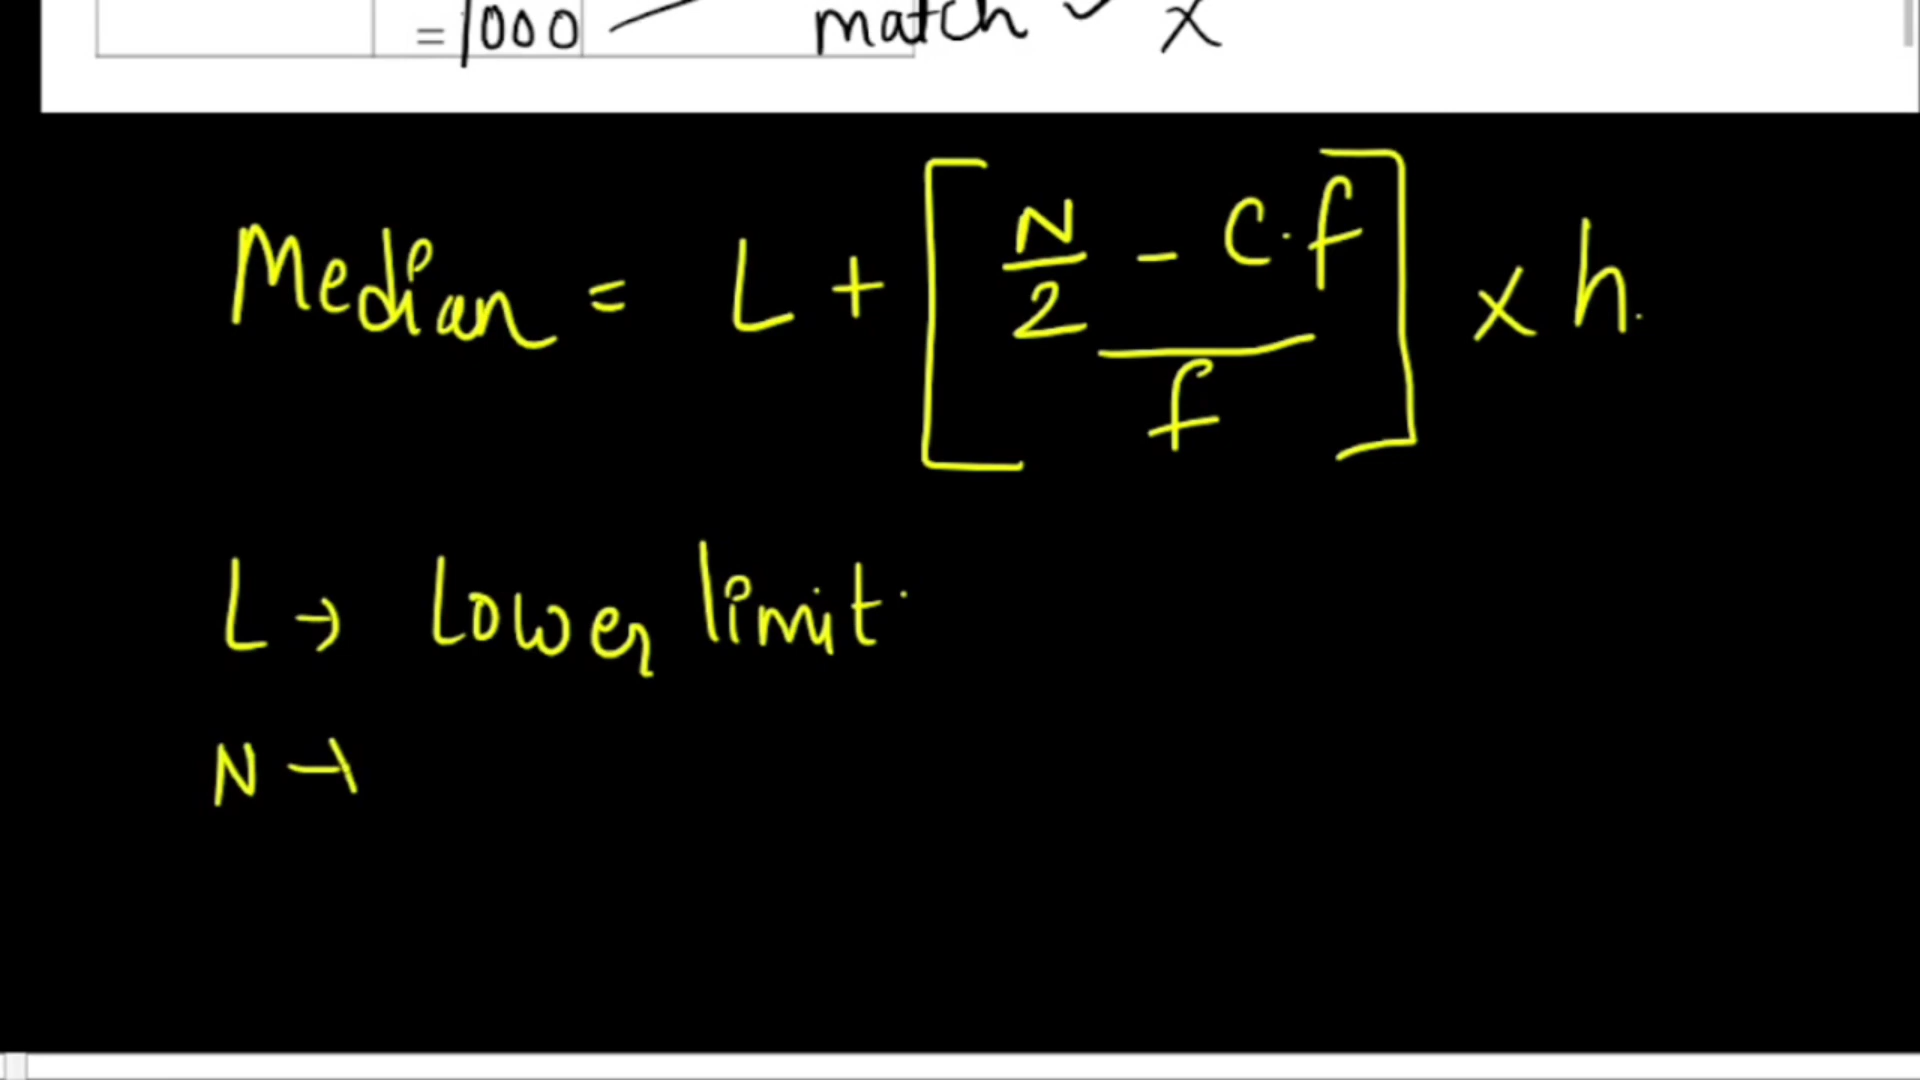 =1000 match x
Median = L + [N/2 - C.f / f] x h.
L → Lower limit.
N →